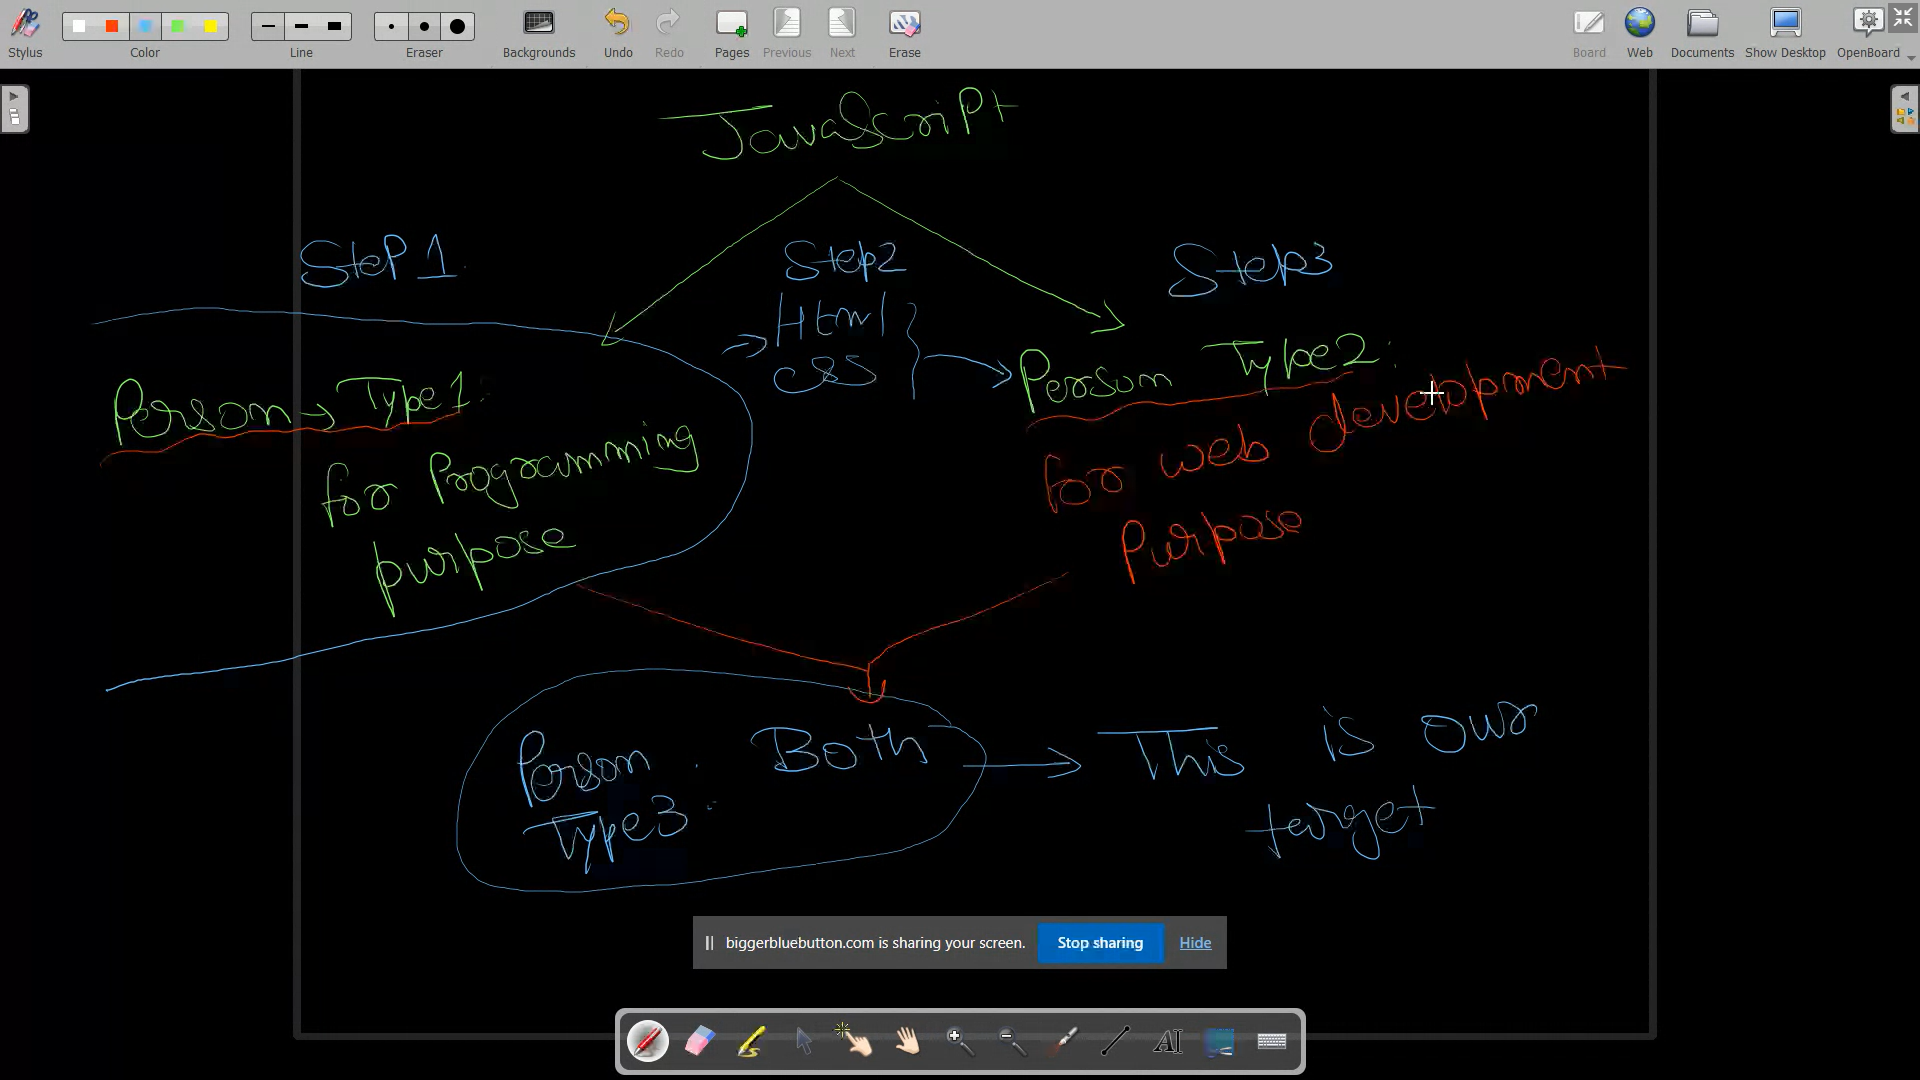 Stylus
Color
Line
Eraser
Backgrounds
Undo
Redo
Pages
Previous
Next
Erase
Board
Web
Documents
Show Desktop
OpenBoard
JavaScript
Step 1
Step2
Html
CSS
Step3
Person → Type1:
for Programming
purpose
Person Type2:
for web development
Purpose
Person
Type3:
Both
This is our
target
biggerbluebutton.com is sharing your screen.
Stop sharing
Hide